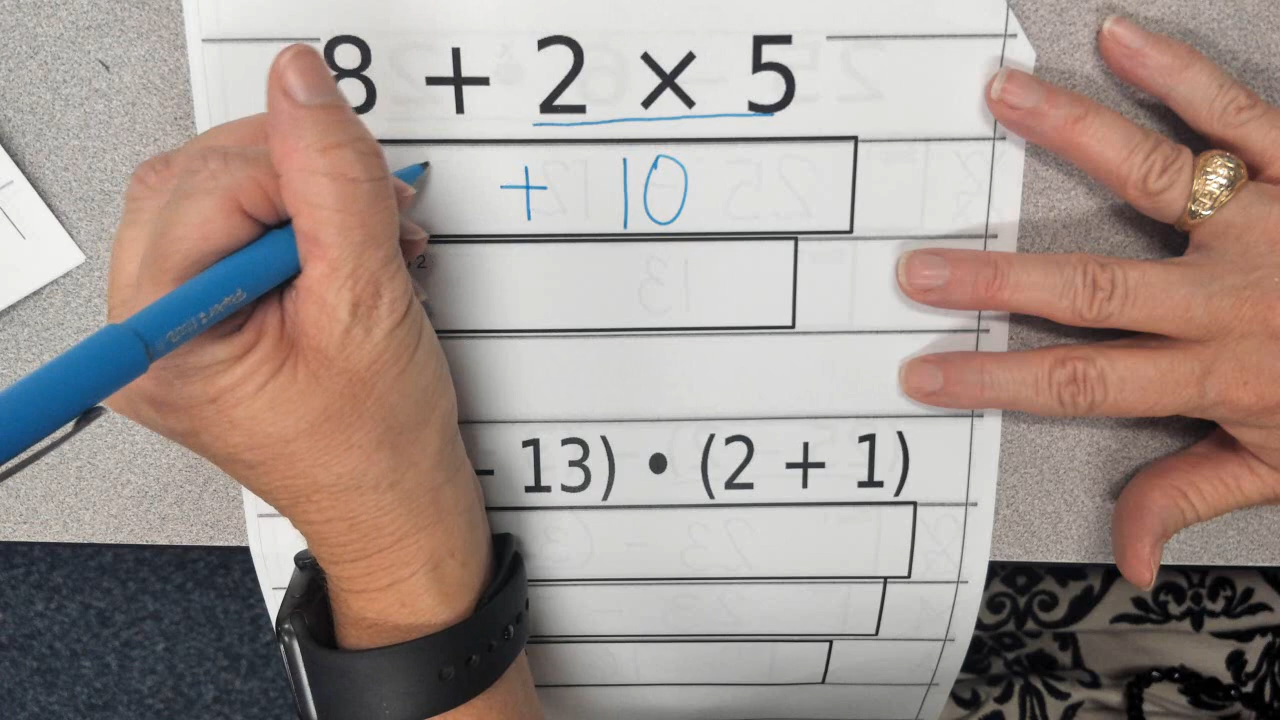 8 + 2 × 5
+ 10
- 13) • (2 + 1)